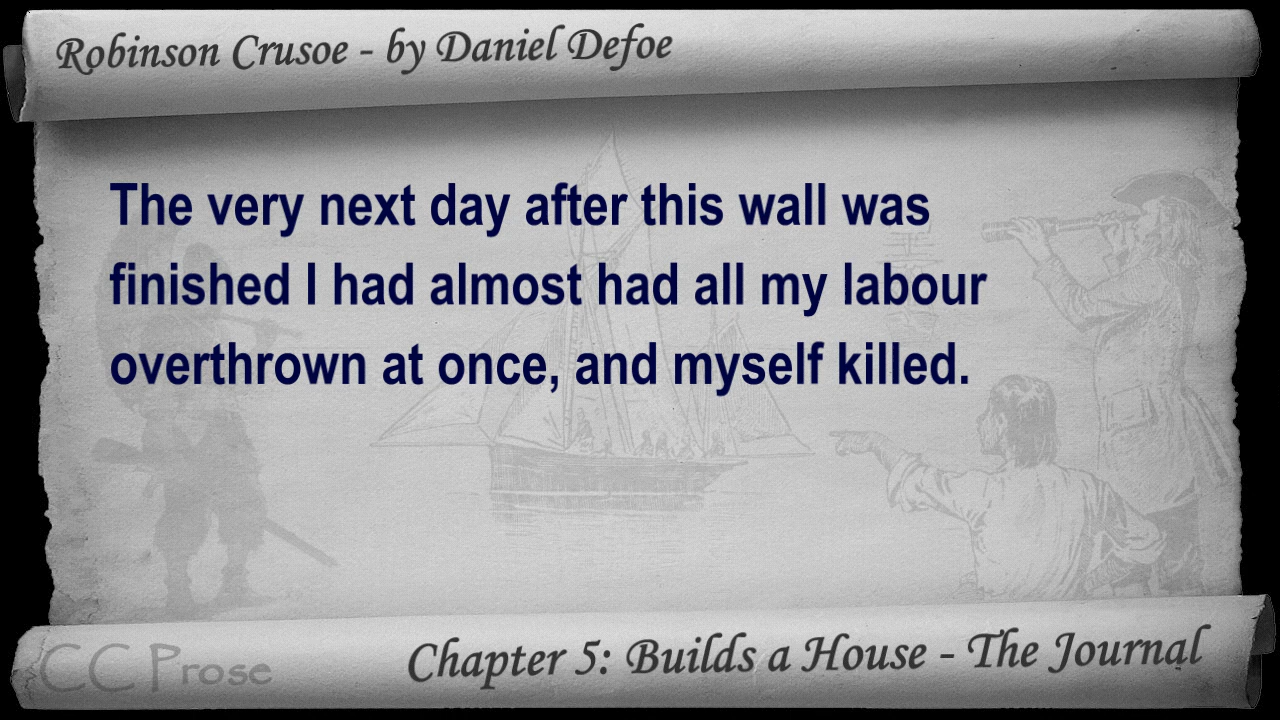 Robinson Crusoe - by Daniel Defoe
The very next day after this wall was
finished I had almost had all my labour
overthrown at once, and myself killed.
CC Prose
Chapter 5: Builds a House - The Journal